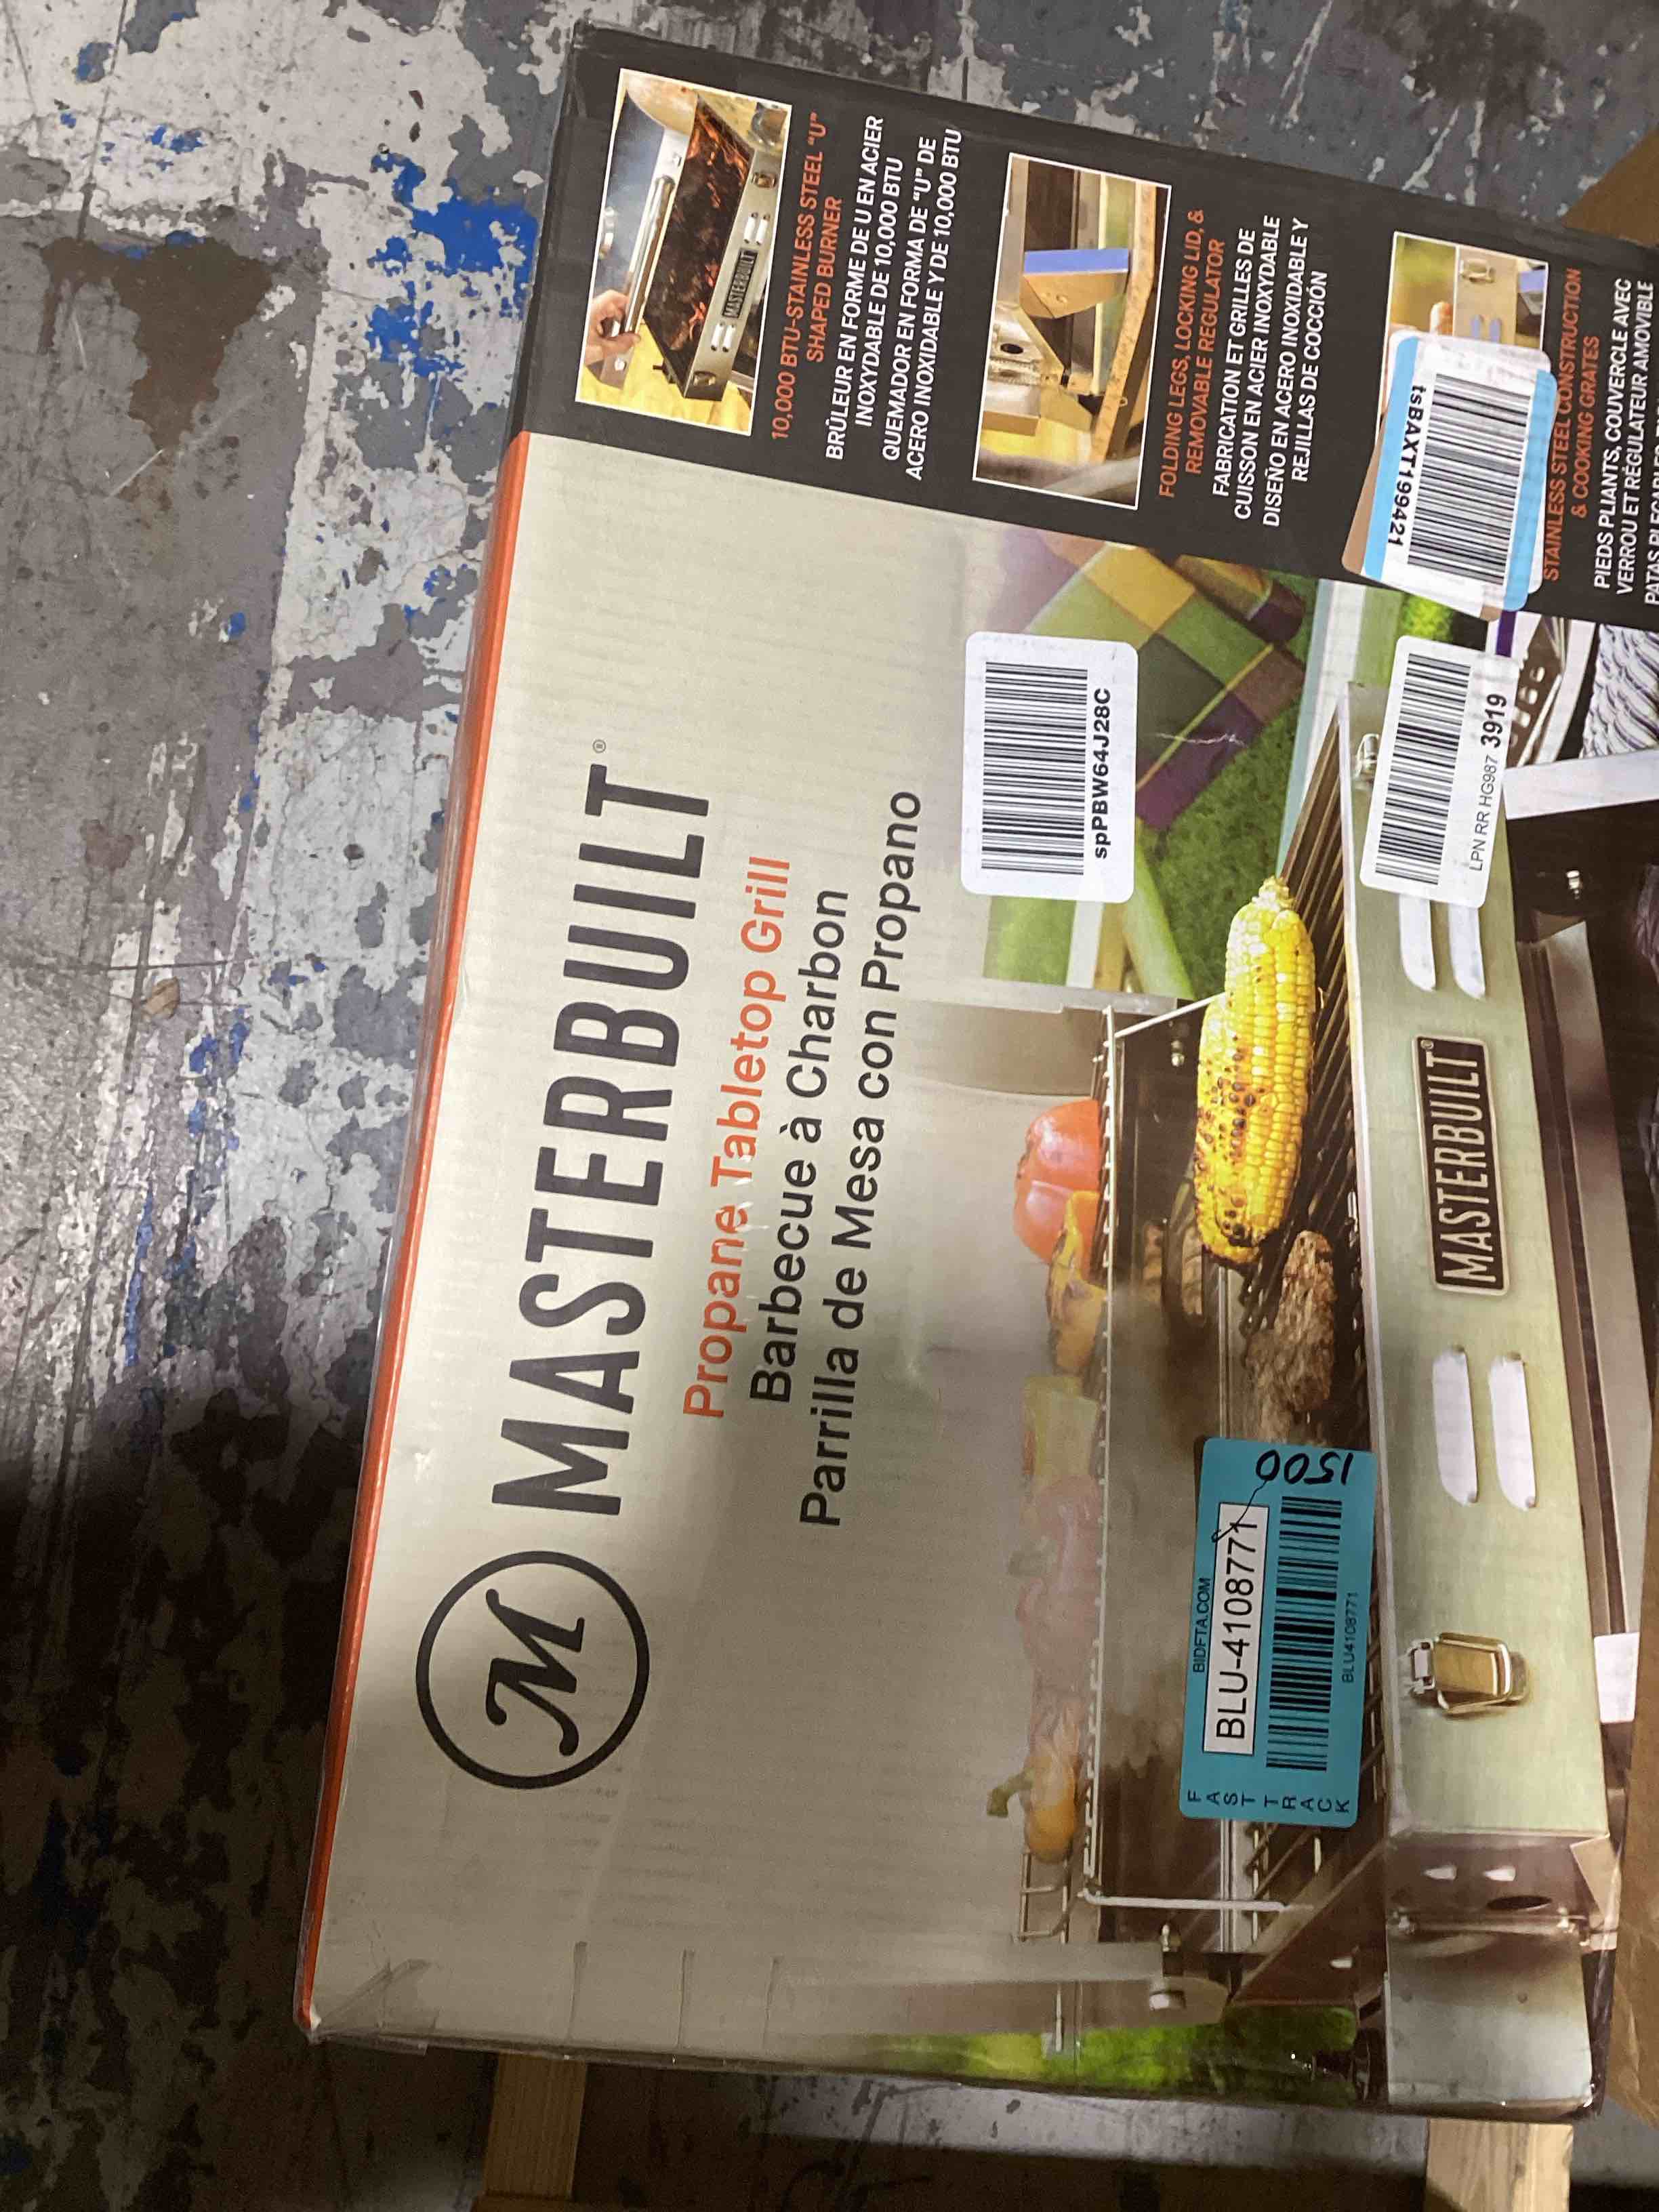 M MASTERBUILT®
Propane Tabletop Grill
Barbecue à Charbon
Parrilla de Mesa con Propano
MASTERBUILT
10,000 BTU-STAINLESS STEEL "U"
SHAPED BURNER
BRÛLEUR EN FORME DE U EN ACIER
INOXYDABLE DE 10,000 BTU
QUEMADOR EN FORMA DE "U" DE
ACERO INOXIDABLE Y DE 10,000 BTU
FOLDING LEGS, LOCKING LID, &
REMOVABLE REGULATOR
FABRICATION ET GRILLES DE
CUISSON EN ACIER INOXYDABLE
DISEÑO EN ACERO INOXIDABLE Y
REJILLAS DE COCCIÓN
tsBAXT199421
STAINLESS STEEL CONSTRUCTION
& COOKING GRATES
PIEDS PLIANTS, COUVERCLE AVEC
VERROU ET RÉGULATEUR AMOVIBLE
spPBW64J28C
LPN RR HG987 3919
MASTERBUILT®
FAST TRACK
BIDFTA.COM
BLU-4108771
BLU4108771
1500